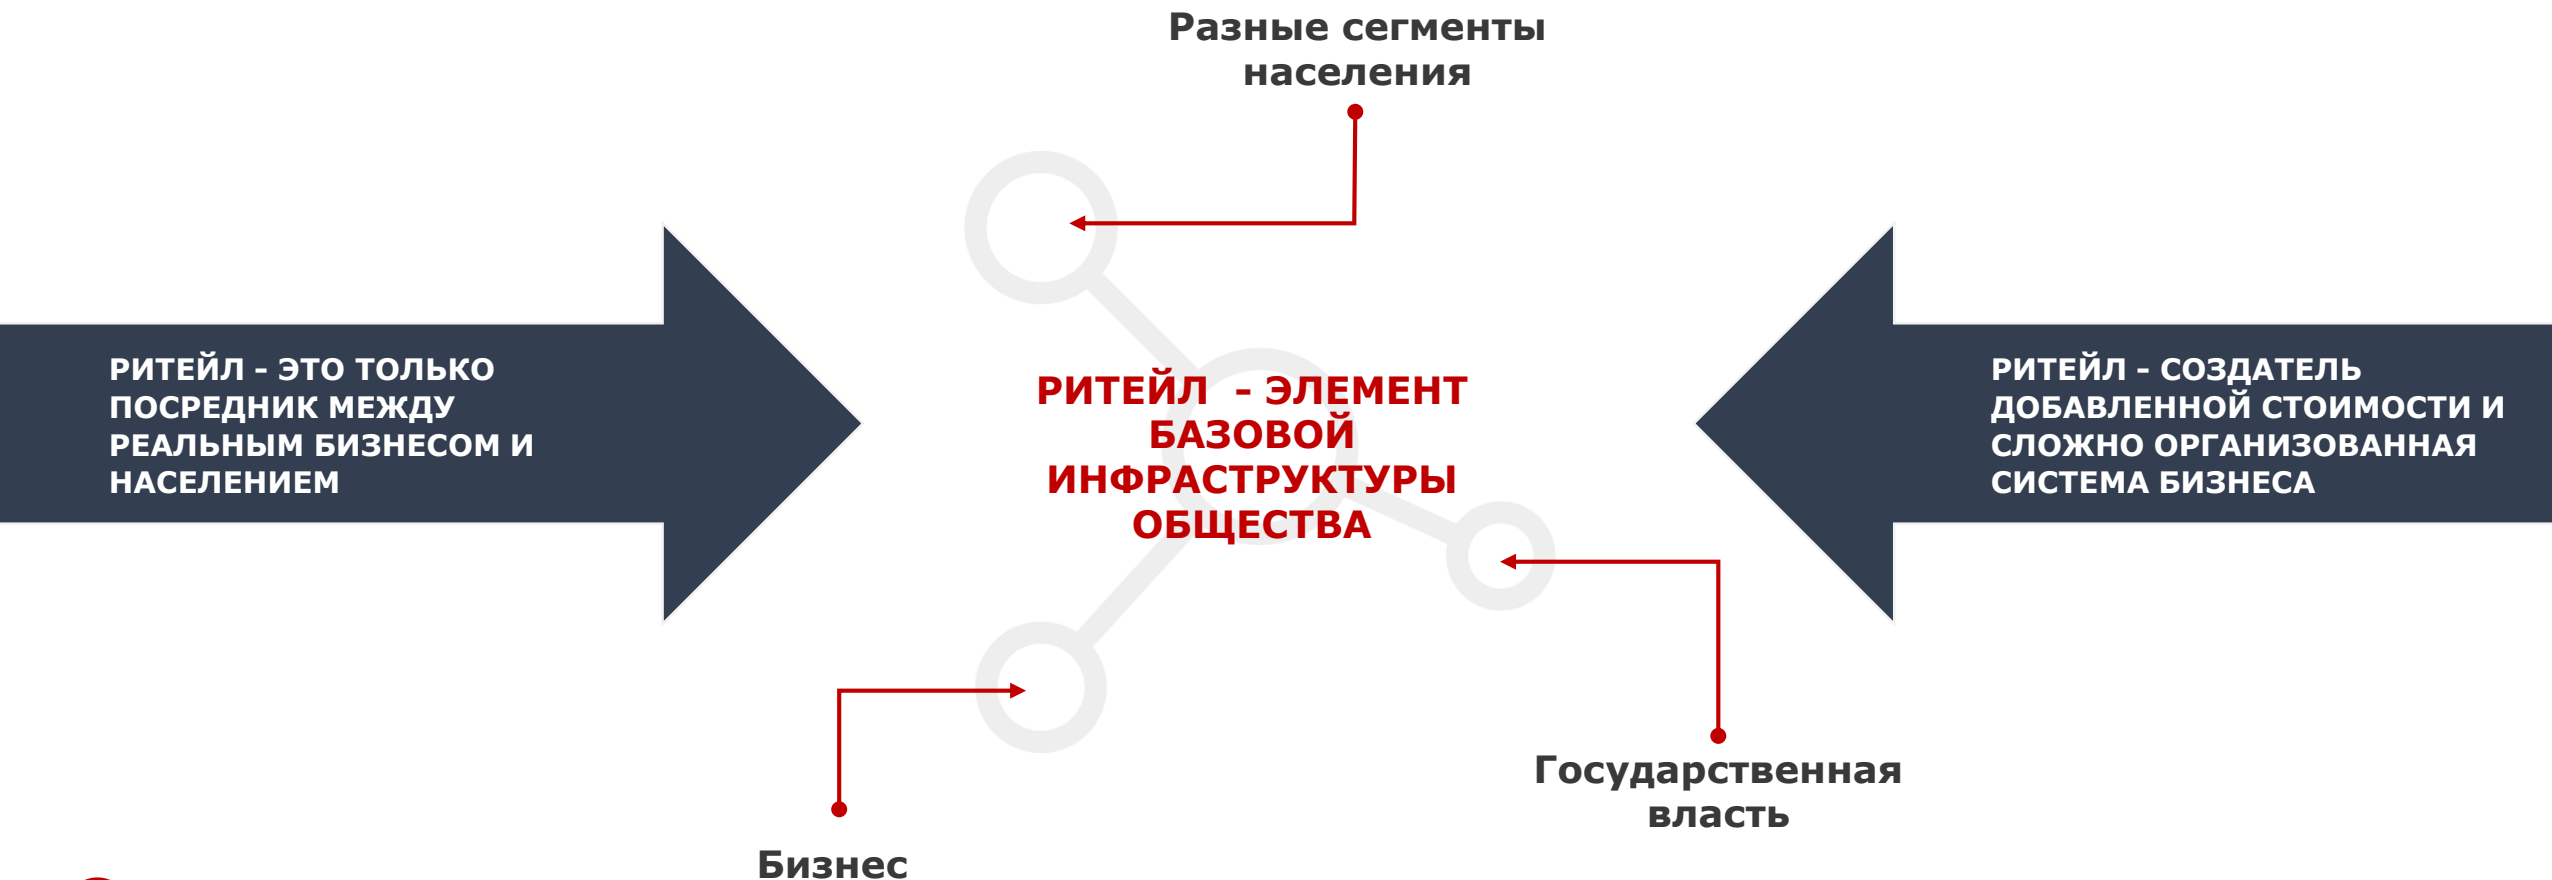 Разные сегменты
населения
РИТЕЙЛ – ЭТО ТОЛЬКО
ПОСРЕДНИК МЕЖДУ
РЕАЛЬНЫМ БИЗНЕСОМ И
НАСЕЛЕНИЕМ
РИТЕЙЛ – ЭЛЕМЕНТ
БАЗОВОЙ
ИНФРАСТРУКТУРЫ
ОБЩЕСТВА
РИТЕЙЛ – СОЗДАТЕЛЬ
ДОБАВЛЕННОЙ СТОИМОСТИ И
СЛОЖНО ОРГАНИЗОВАННАЯ
СИСТЕМА БИЗНЕСА
Государственная
власть
Бизнес